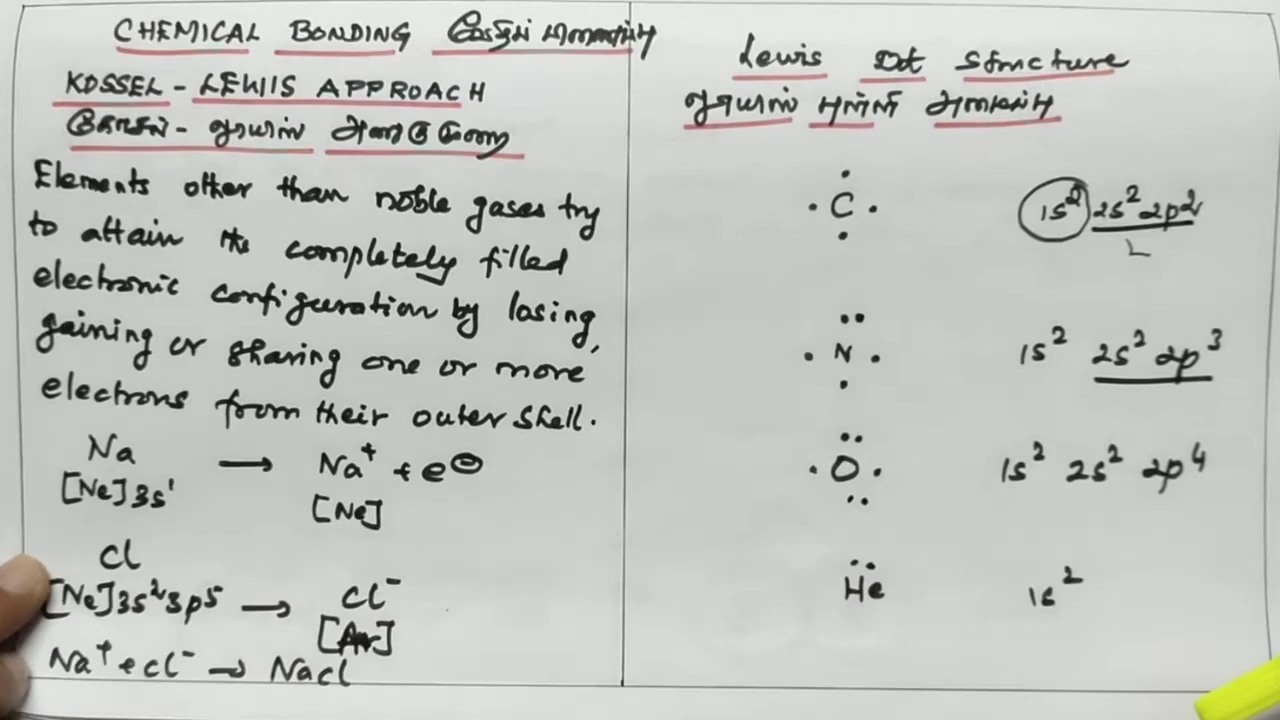 CHEMICAL BONDING வேதிப் பிணைப்பு
KOSSEL - LEWIS APPROACH
கோசல் - லூயிஸ் அணுகுமுறை
Elements other than noble gases try
to attain the completely filled
electronic configuration by losing,
gaining or sharing one or more
electrons from their outer shell.
Na → Na⁺ + e⊖
[Ne]3s¹ [Ne]
Cl
[Ne]3s²3p⁵ → Cl⁻
[Ar]
Na⁺ + Cl⁻ → NaCl
Lewis Dot Structure
லூயிஸ் புள்ளி அமைப்பு
C 1s² 2s² 2p²
N 1s² 2s² 2p³
O 1s² 2s² 2p⁴
He 1s²